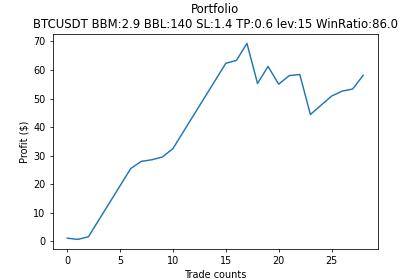 Portfolio
BTCUSDT BBM:2.9 BBL:140 SL:1.4 TP:0.6 lev:15 WinRatio:86.0
70
60
50
40
30
20
10
0
Profit ($)
0 5 10 15 20 25
Trade counts